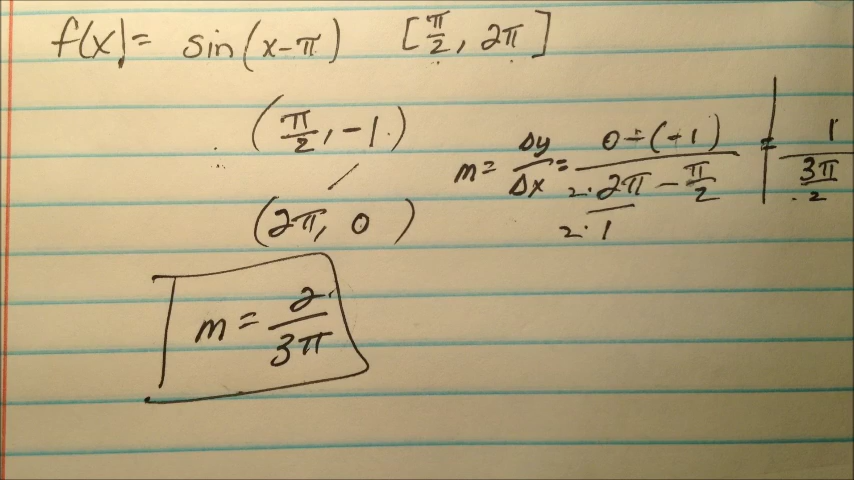 f(x) = sin(x-π) [π/2, 2π]
(π/2, -1)
(2π, 0)
m = Δy/Δx = 0-(-1) / (2·2π/2·1 - π/2) = 1/(3π/2)
m = 2/3π